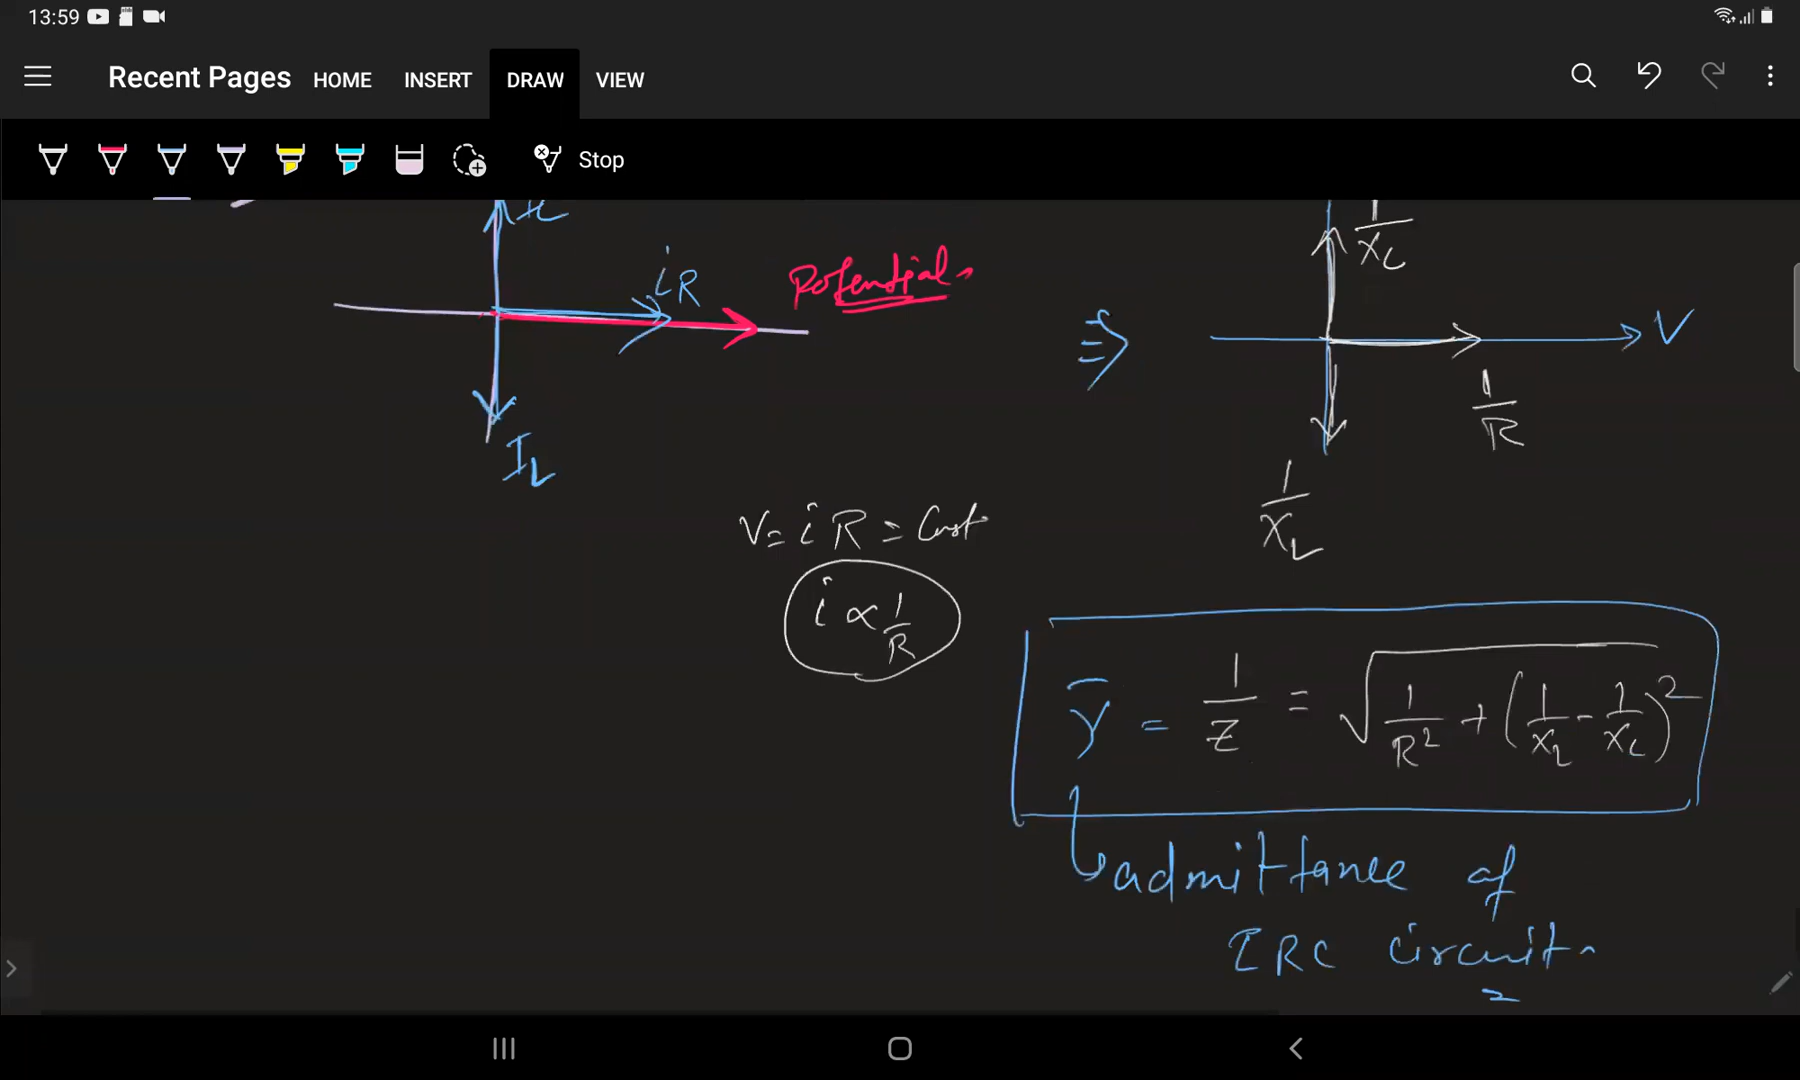 13:59
Recent Pages HOME INSERT DRAW VIEW
Stop
iR
Potential
IL
1/XC
V
1/R
1/XL
V = iR = Const
i ∝ 1/R
Y̅ = 1/Z = √(1/R² + (1/XL - 1/XC)²)
admittance of
LRC circuit